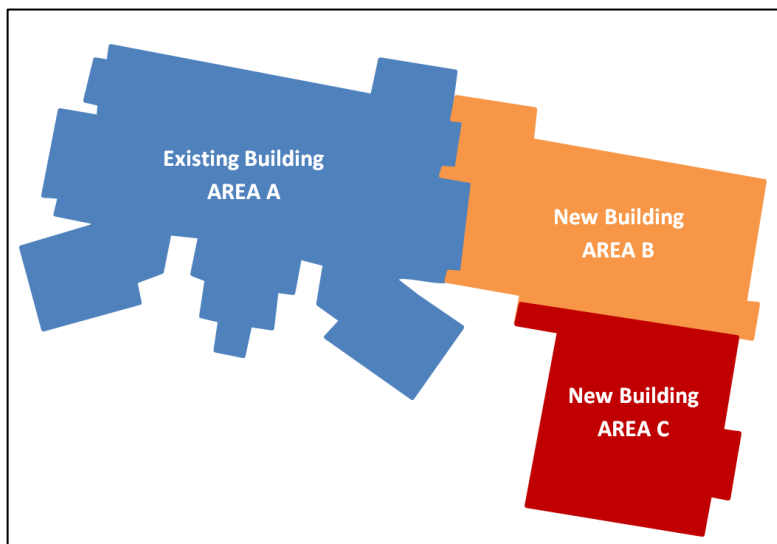 Existing Building
AREA A
New Building
AREA B
New Building
AREA C